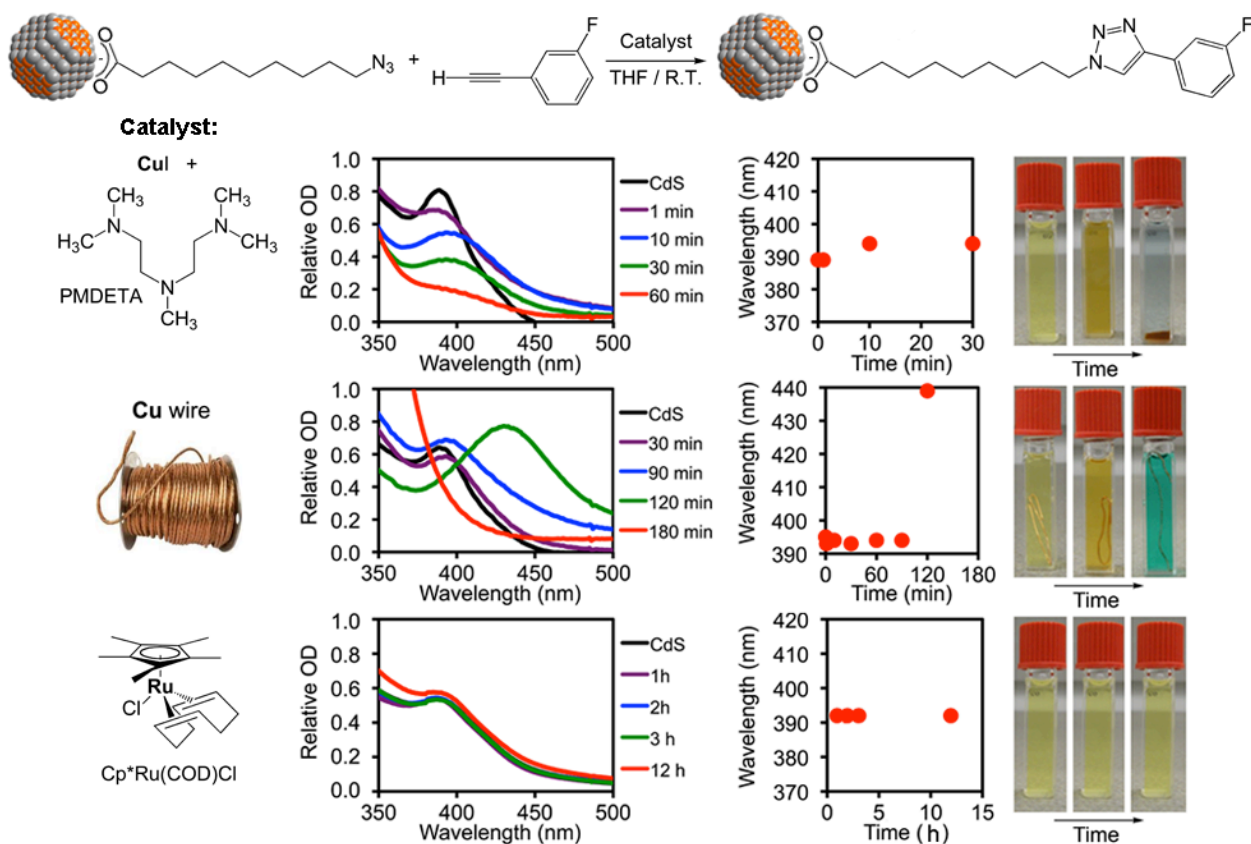 F
O
O
-
N3
+
H
F
Catalyst
THF / R.T.
O
O
-
N
N
N
F
Catalyst:
CuI +
CH3
H3C
N
N
CH3
H3C
N
CH3
PMDETA
Relative OD
1.0
0.8
0.6
0.4
0.2
0.0
350 400 450 500
Wavelength (nm)
CdS
1 min
10 min
30 min
60 min
Wavelength (nm)
420
410
400
390
380
370
0 10 20 30
Time (min)
Time
Cu wire
Relative OD
1.0
0.8
0.6
0.4
0.2
0.0
350 400 450 500
Wavelength (nm)
CdS
30 min
90 min
120 min
180 min
Wavelength (nm)
440
430
420
410
400
390
0 60 120 180
Time (min)
Time
Ru
Cl
Cp*Ru(COD)Cl
Relative OD
1.0
0.8
0.6
0.4
0.2
0.0
350 400 450 500
Wavelength (nm)
CdS
1h
2h
3 h
12 h
Wavelength (nm)
420
410
400
390
380
370
0 5 10 15
Time (h)
Time